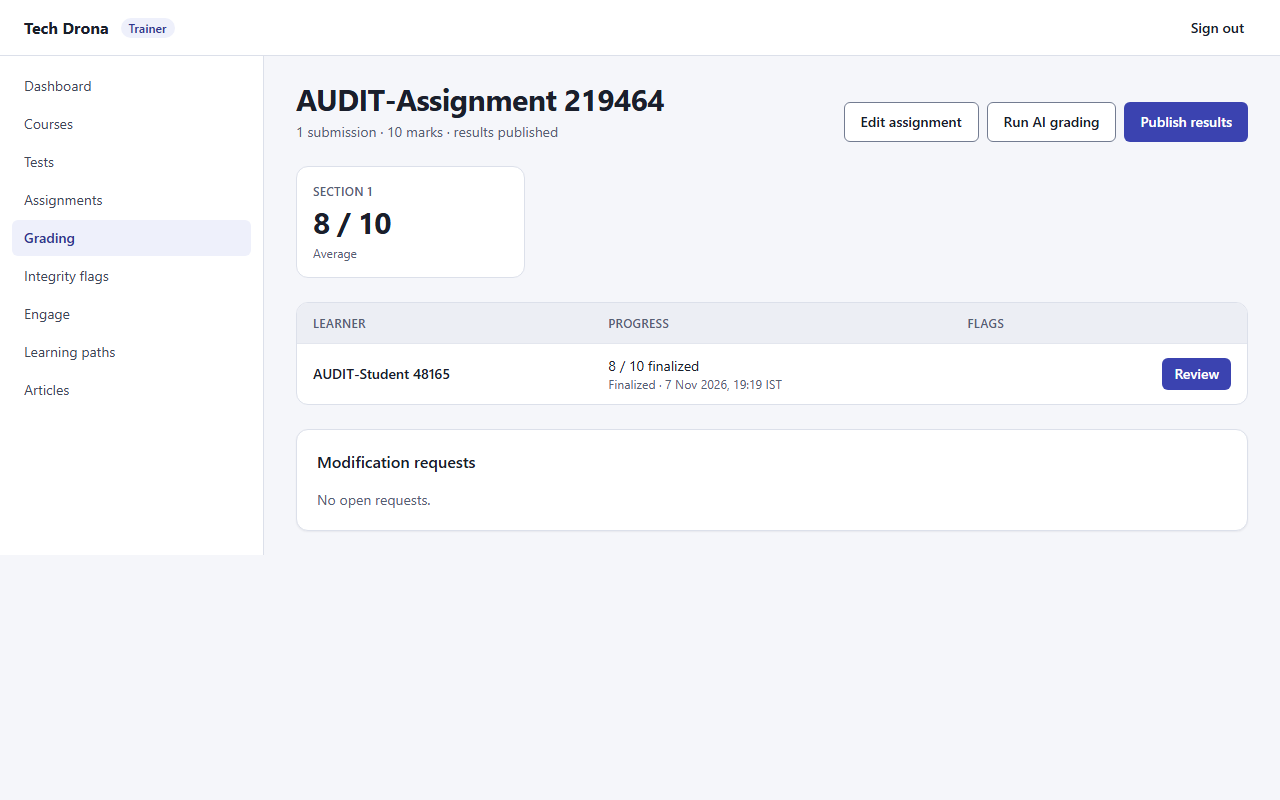 Tech Drona Trainer
Sign out
Dashboard
Courses
Tests
Assignments
Grading
Integrity flags
Engage
Learning paths
Articles
AUDIT-Assignment 219464
1 submission · 10 marks · results published
Edit assignment
Run AI grading
Publish results
SECTION 1
8 / 10
Average
LEARNER PROGRESS FLAGS
AUDIT-Student 48165
8 / 10 finalized
Finalized · 7 Nov 2026, 19:19 IST
Review
Modification requests
No open requests.